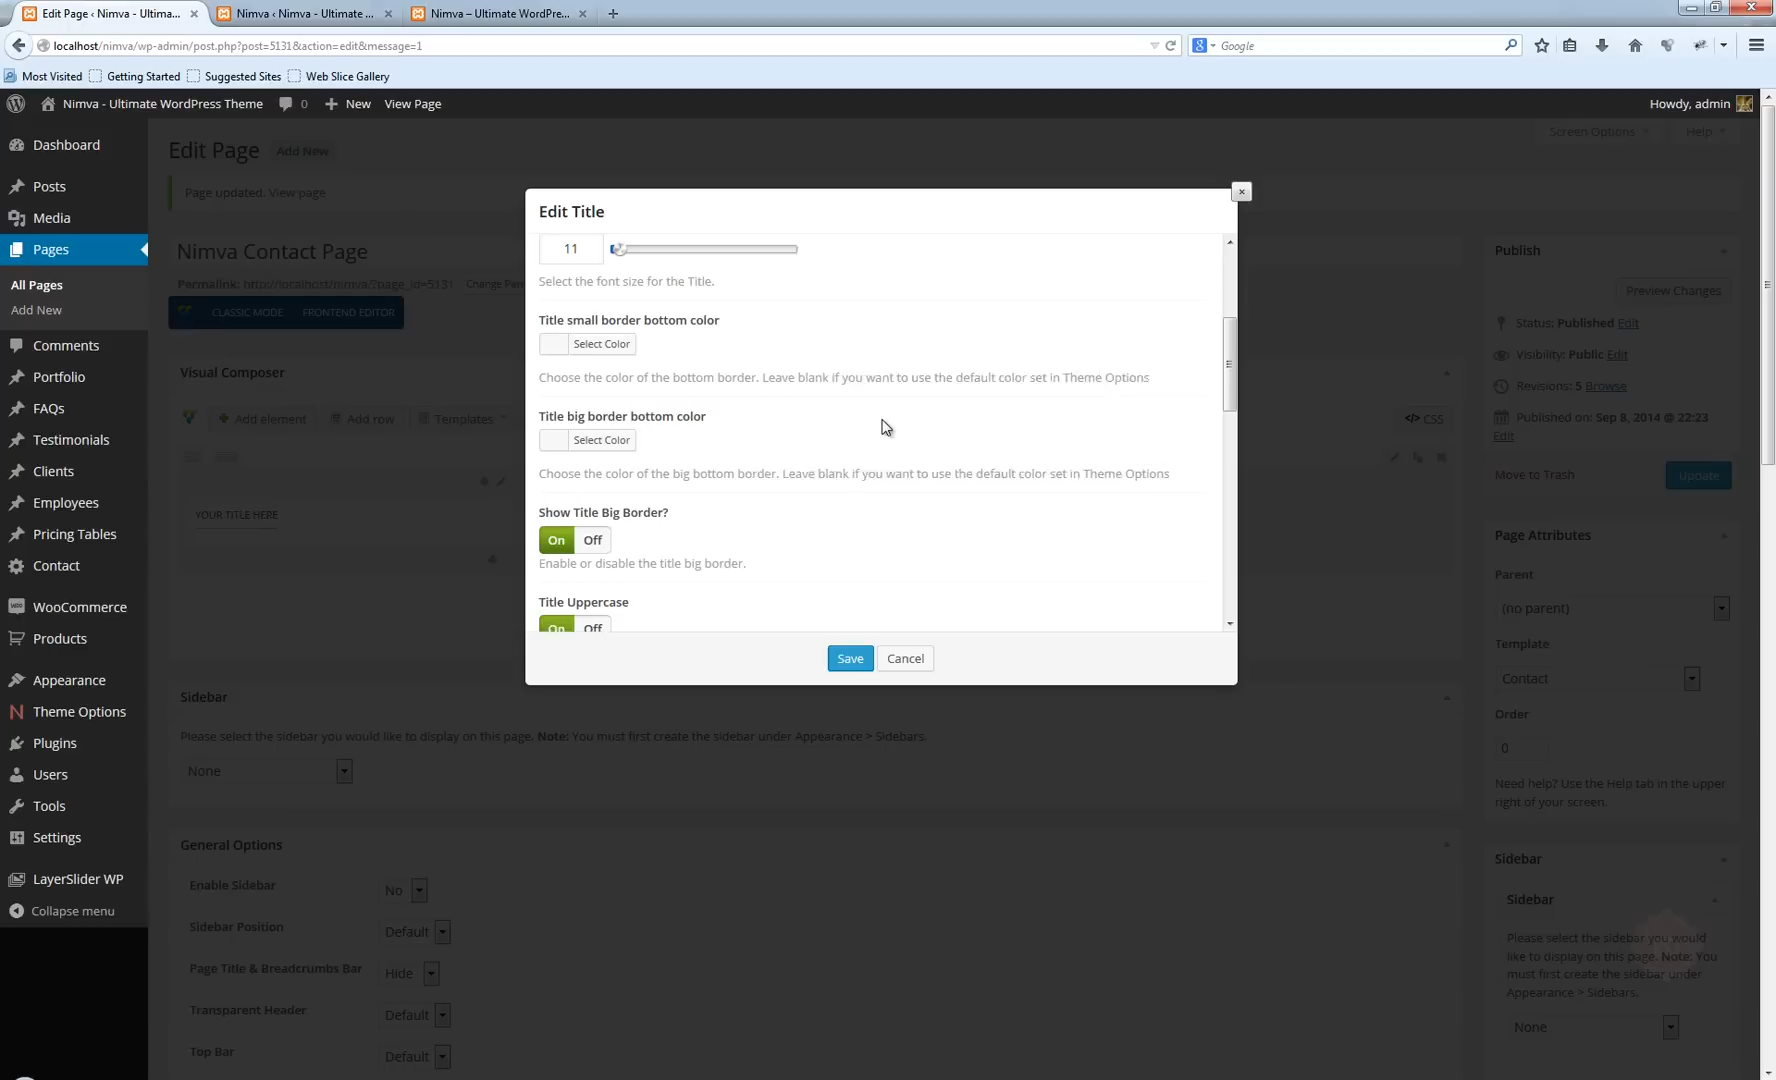 Edit Page ‹ Nimva - Ultima...
Nimva ‹ Nimva - Ultimate ...
Nimva – Ultimate WordPre...
localhost/nimva/wp-admin/post.php?post=5131&action=edit&message=1
Google
Most Visited
Getting Started
Suggested Sites
Web Slice Gallery
Nimva - Ultimate WordPress Theme
0
New
View Page
Howdy, admin
Dashboard
Posts
Media
Pages
All Pages
Add New
Comments
Portfolio
FAQs
Testimonials
Clients
Employees
Pricing Tables
Contact
WooCommerce
Products
Appearance
Theme Options
Plugins
Users
Tools
Settings
LayerSlider WP
Collapse menu
Screen Options
Help
Edit Page
Add New
Page updated. View page
Nimva Contact Page
Permalink: http://localhost/nimva/?page_id=5131
Change Per
CLASSIC MODE
FRONTEND EDITOR
Visual Composer
Add element
Add row
Templates
CSS
YOUR TITLE HERE
Edit Title
11
Select the font size for the Title.
Title small border bottom color
Select Color
Choose the color of the bottom border. Leave blank if you want to use the default color set in Theme Options
Title big border bottom color
Select Color
Choose the color of the big bottom border. Leave blank if you want to use the default color set in Theme Options
Show Title Big Border?
On
Off
Enable or disable the title big border.
Title Uppercase
On
Off
Save
Cancel
Sidebar
Please select the sidebar you would like to display on this page. Note: You must first create the sidebar under Appearance > Sidebars.
None
General Options
Enable Sidebar
No
Sidebar Position
Default
Page Title & Breadcrumbs Bar
Hide
Transparent Header
Default
Top Bar
Default
Publish
Preview Changes
Status: Published Edit
Visibility: Public Edit
Revisions: 5 Browse
Published on: Sep 8, 2014 @ 22:23
Edit
Move to Trash
Update
Page Attributes
Parent
(no parent)
Template
Contact
Order
0
Need help? Use the Help tab in the upper
right of your screen.
Sidebar
Sidebar
Please select the sidebar you would
like to display on this page. Note: You
must first create the sidebar under
Appearance > Sidebars.
None